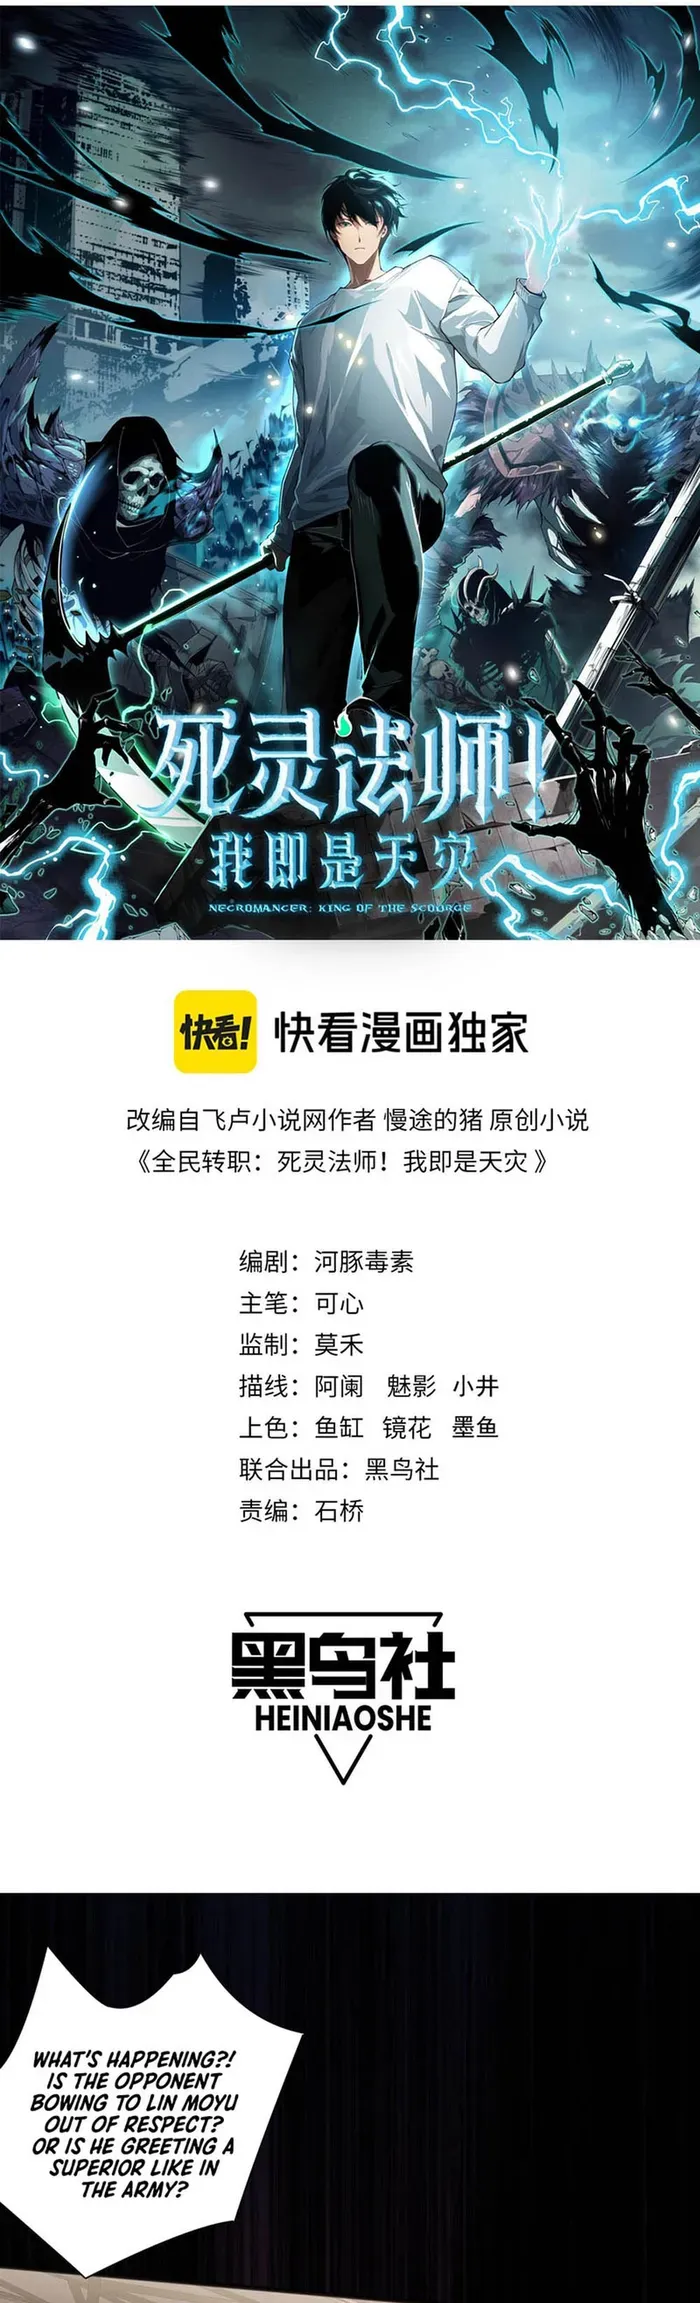 死灵法师！
我即是天灾
NECROMANCER: KING OF THE SCOURGE
快看! 快看漫画独家
改编自飞卢小说网作者 慢途的猪 原创小说
《全民转职：死灵法师！我即是天灾 》
编剧：河豚毒素
主笔：可心
监制：莫禾
描线：阿阑 魅影 小井
上色：鱼缸 镜花 墨鱼
联合出品：黑鸟社
责编：石桥
黑鸟社
HEINIAOSHE
WHAT'S HAPPENING?!
IS THE OPPONENT
BOWING TO LIN MOYU
OUT OF RESPECT?
OR IS HE GREETING A
SUPERIOR LIKE IN
THE ARMY?